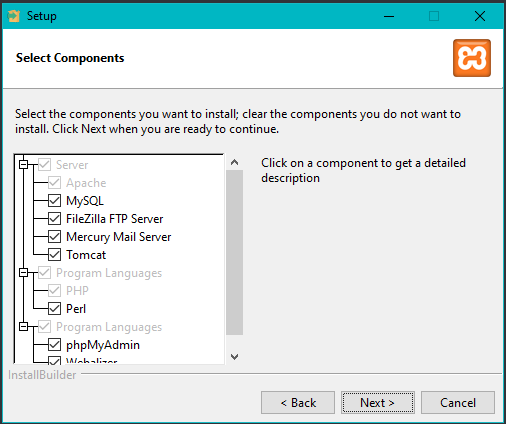 Setup
Select Components
Select the components you want to install; clear the components you do not want to
install. Click Next when you are ready to continue.
Server
Apache
MySQL
FileZilla FTP Server
Mercury Mail Server
Tomcat
Program Languages
PHP
Perl
Program Languages
phpMyAdmin
Webalizer
Click on a component to get a detailed
description
InstallBuilder
< Back
Next >
Cancel